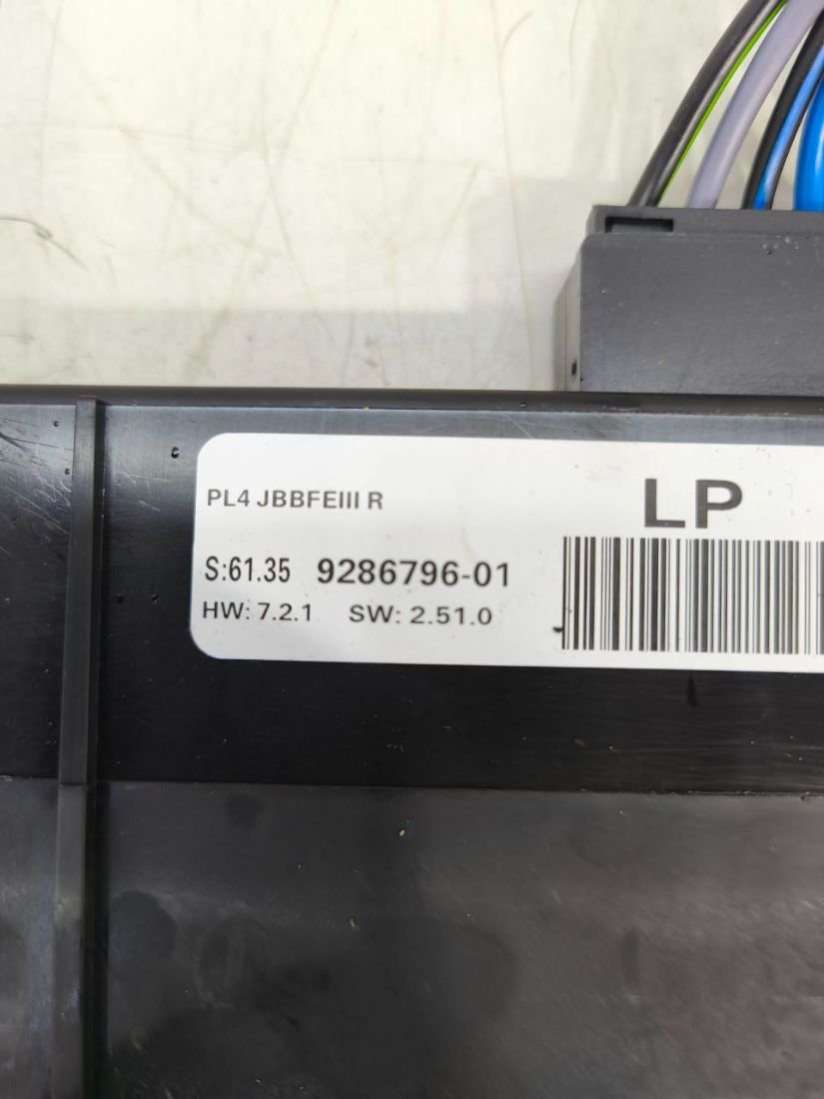 PL4 JBBFEIII R
LP
S:61.35 9286796-01
HW: 7.2.1 SW: 2.51.0